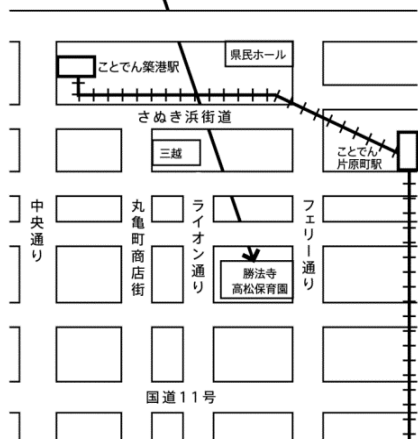 県民ホール
ことでん築港駅
さぬき浜街道
三越
ことでん
片原町駅
中央通り
丸亀町商店街
ライオン通り
フェリー通り
勝法寺
高松保育園
国道11号